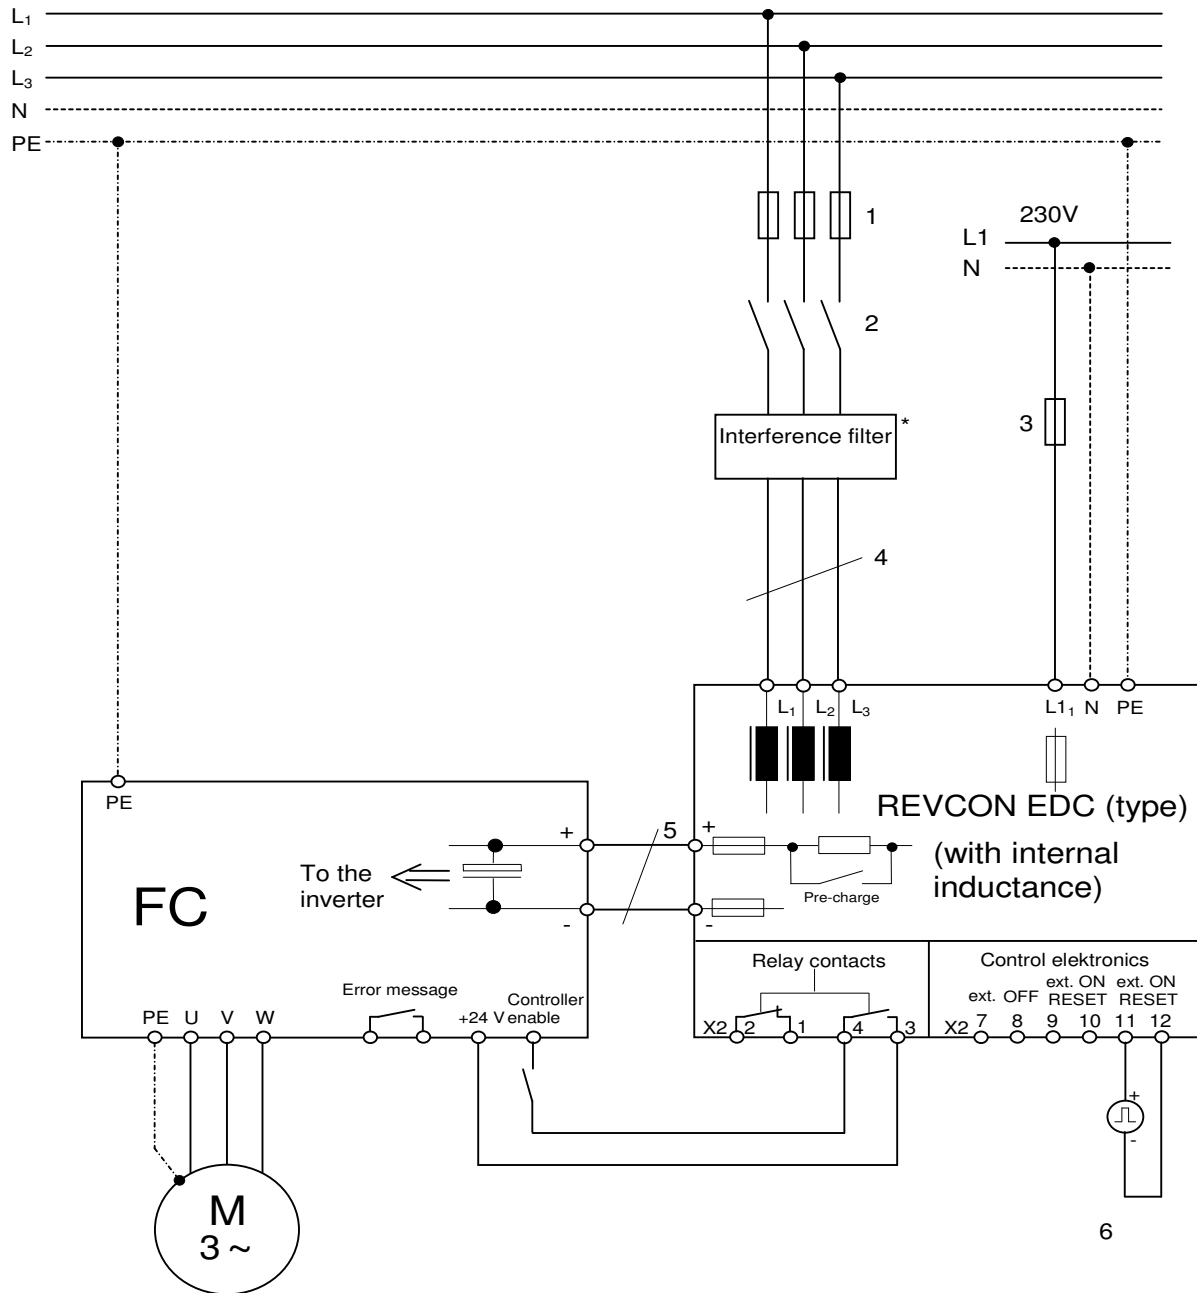 L₁
L₂
L₃
N
PE
1
230V
L1
N
2
3
Interference filter *
4
L₁ L₂ L₃
L1₁ N PE
PE
REVCON EDC (type)
(with internal
inductance)
+
5
+
To the
inverter
FC
Pre-charge
-
-
Relay contacts
Control elektronics
Error message
+24 V
Controller
enable
ext. OFF
ext. ON
RESET
ext. ON
RESET
PE U V W
X2 2 1 4 3
X2 7 8 9 10 11 12
+
-
M
3 ~
6